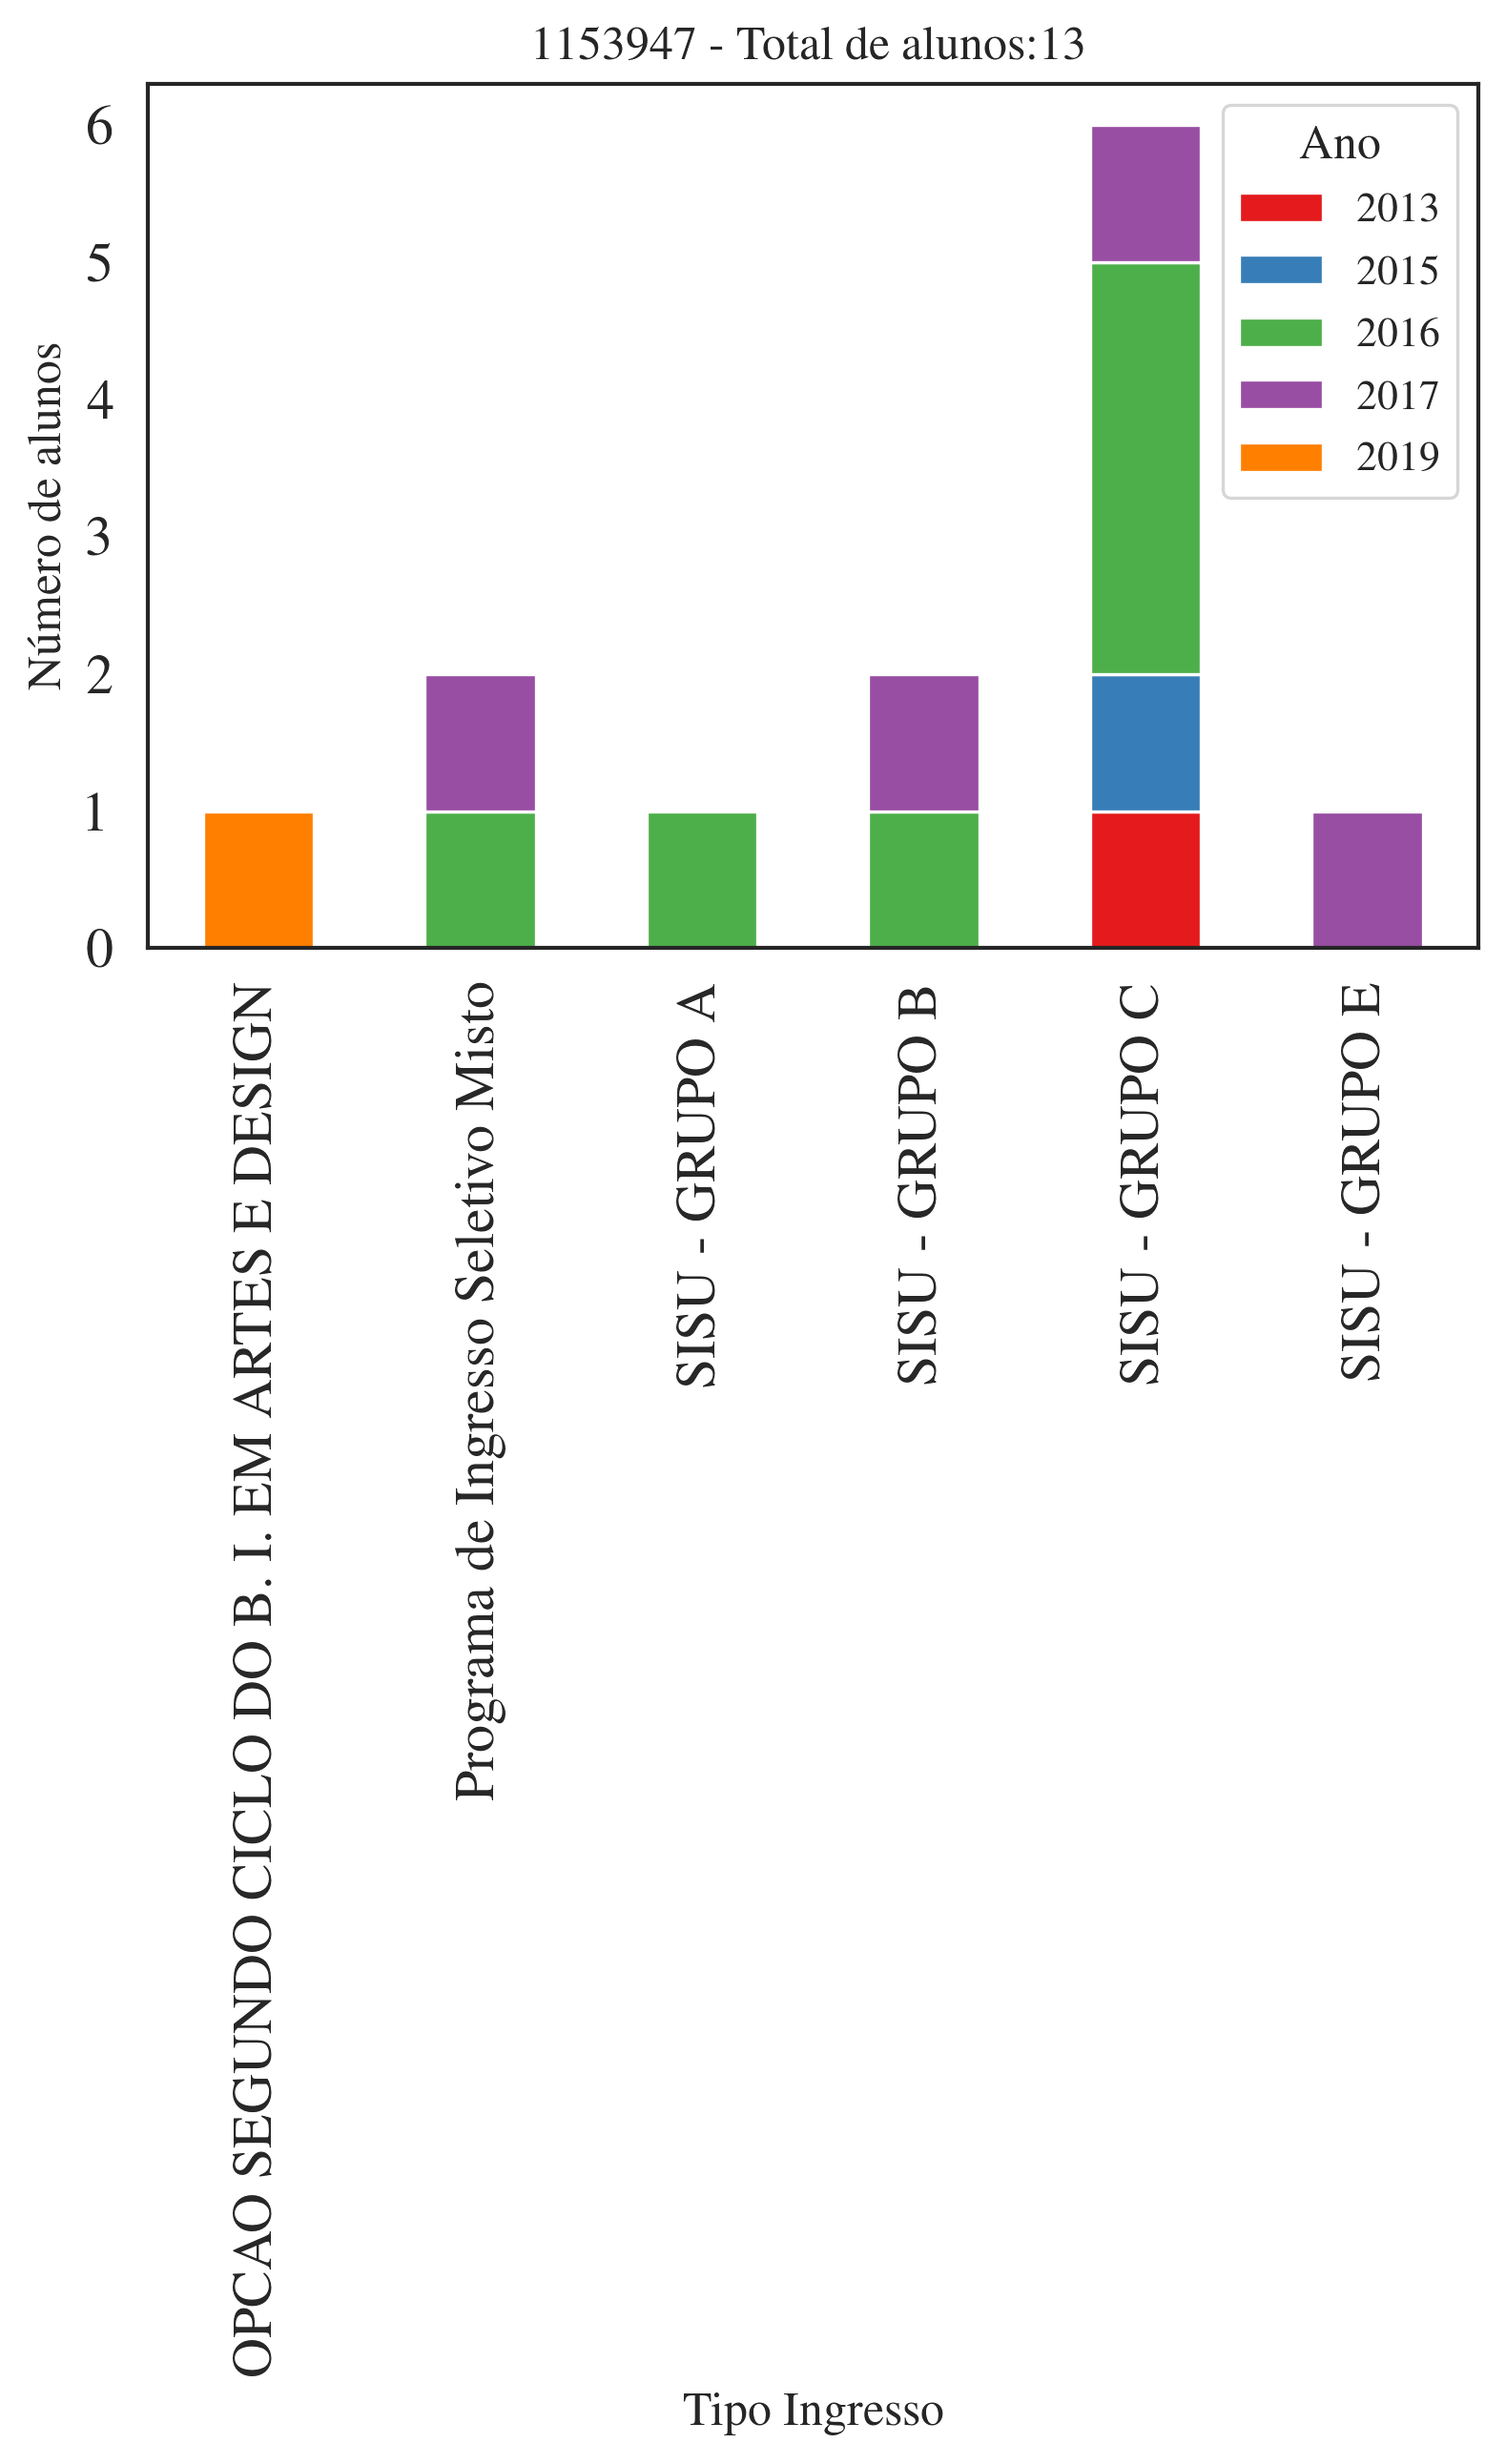 1153947 - Total de alunos:13
Número de alunos
6
5
4
3
2
1
0
Ano
2013
2015
2016
2017
2019
OPCAO SEGUNDO CICLO DO B. I. EM ARTES E DESIGN
Programa de Ingresso Seletivo Misto
SISU - GRUPO A
SISU - GRUPO B
SISU - GRUPO C
SISU - GRUPO E
Tipo Ingresso